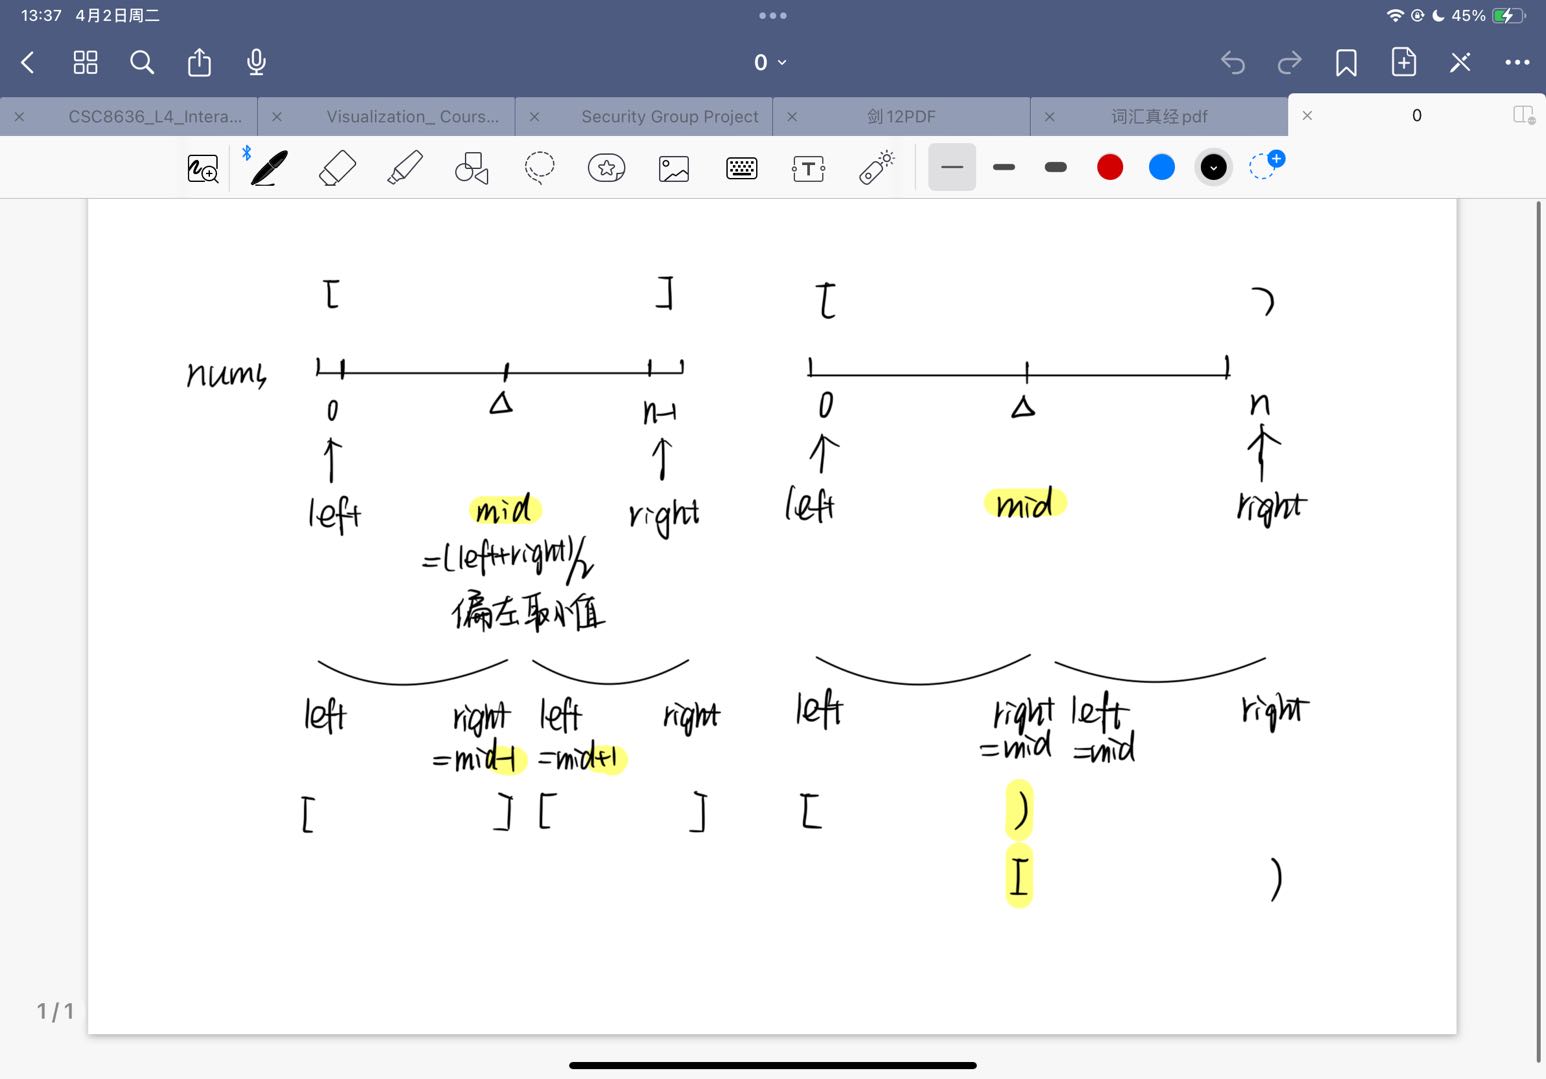 13:37 4月2日周二
45%
0
CSC8636_L4_Intera...
Visualization_ Cours...
Security Group Project
剑12PDF
词汇真经pdf
0
T
[ ] [ )
nums
0 Δ n-1 0 Δ n
left mid right left mid right
=(left+right)/2
偏左取小值
left right left right left right left right
=mid-1 =mid+1 =mid =mid
[ ] [ ] [ )
[ )
1/1